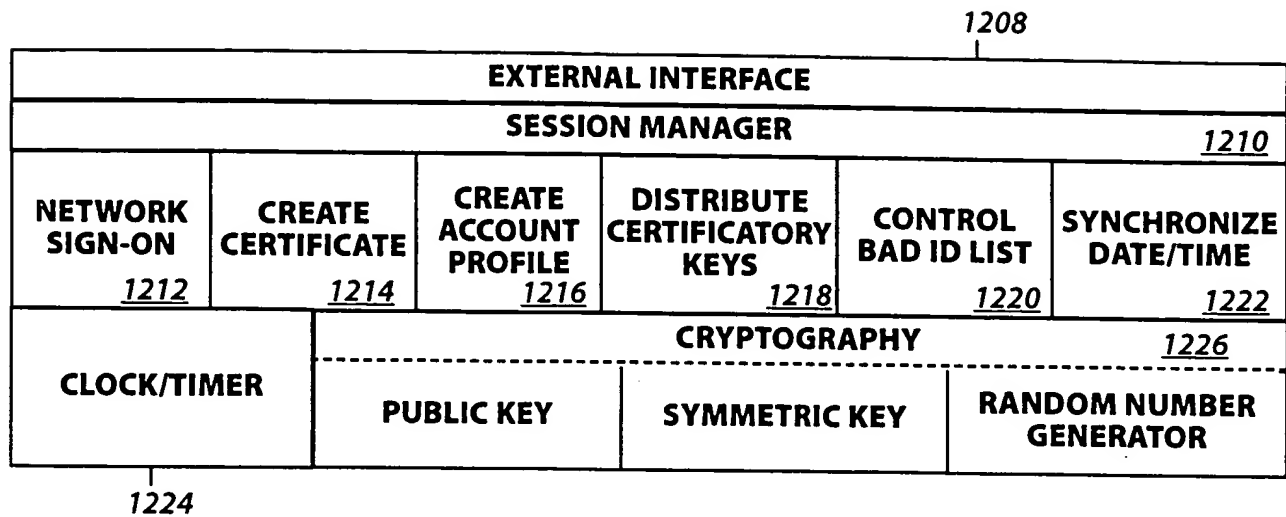 1208
EXTERNAL INTERFACE
SESSION MANAGER
1210
NETWORK
SIGN-ON
1212
CREATE
CERTIFICATE
1214
CREATE
ACCOUNT
PROFILE
1216
DISTRIBUTE
CERTIFICATORY
KEYS
1218
CONTROL
BAD ID LIST
1220
SYNCHRONIZE
DATE/TIME
1222
CLOCK/TIMER
1224
CRYPTOGRAPHY
1226
PUBLIC KEY
SYMMETRIC KEY
RANDOM NUMBER
GENERATOR